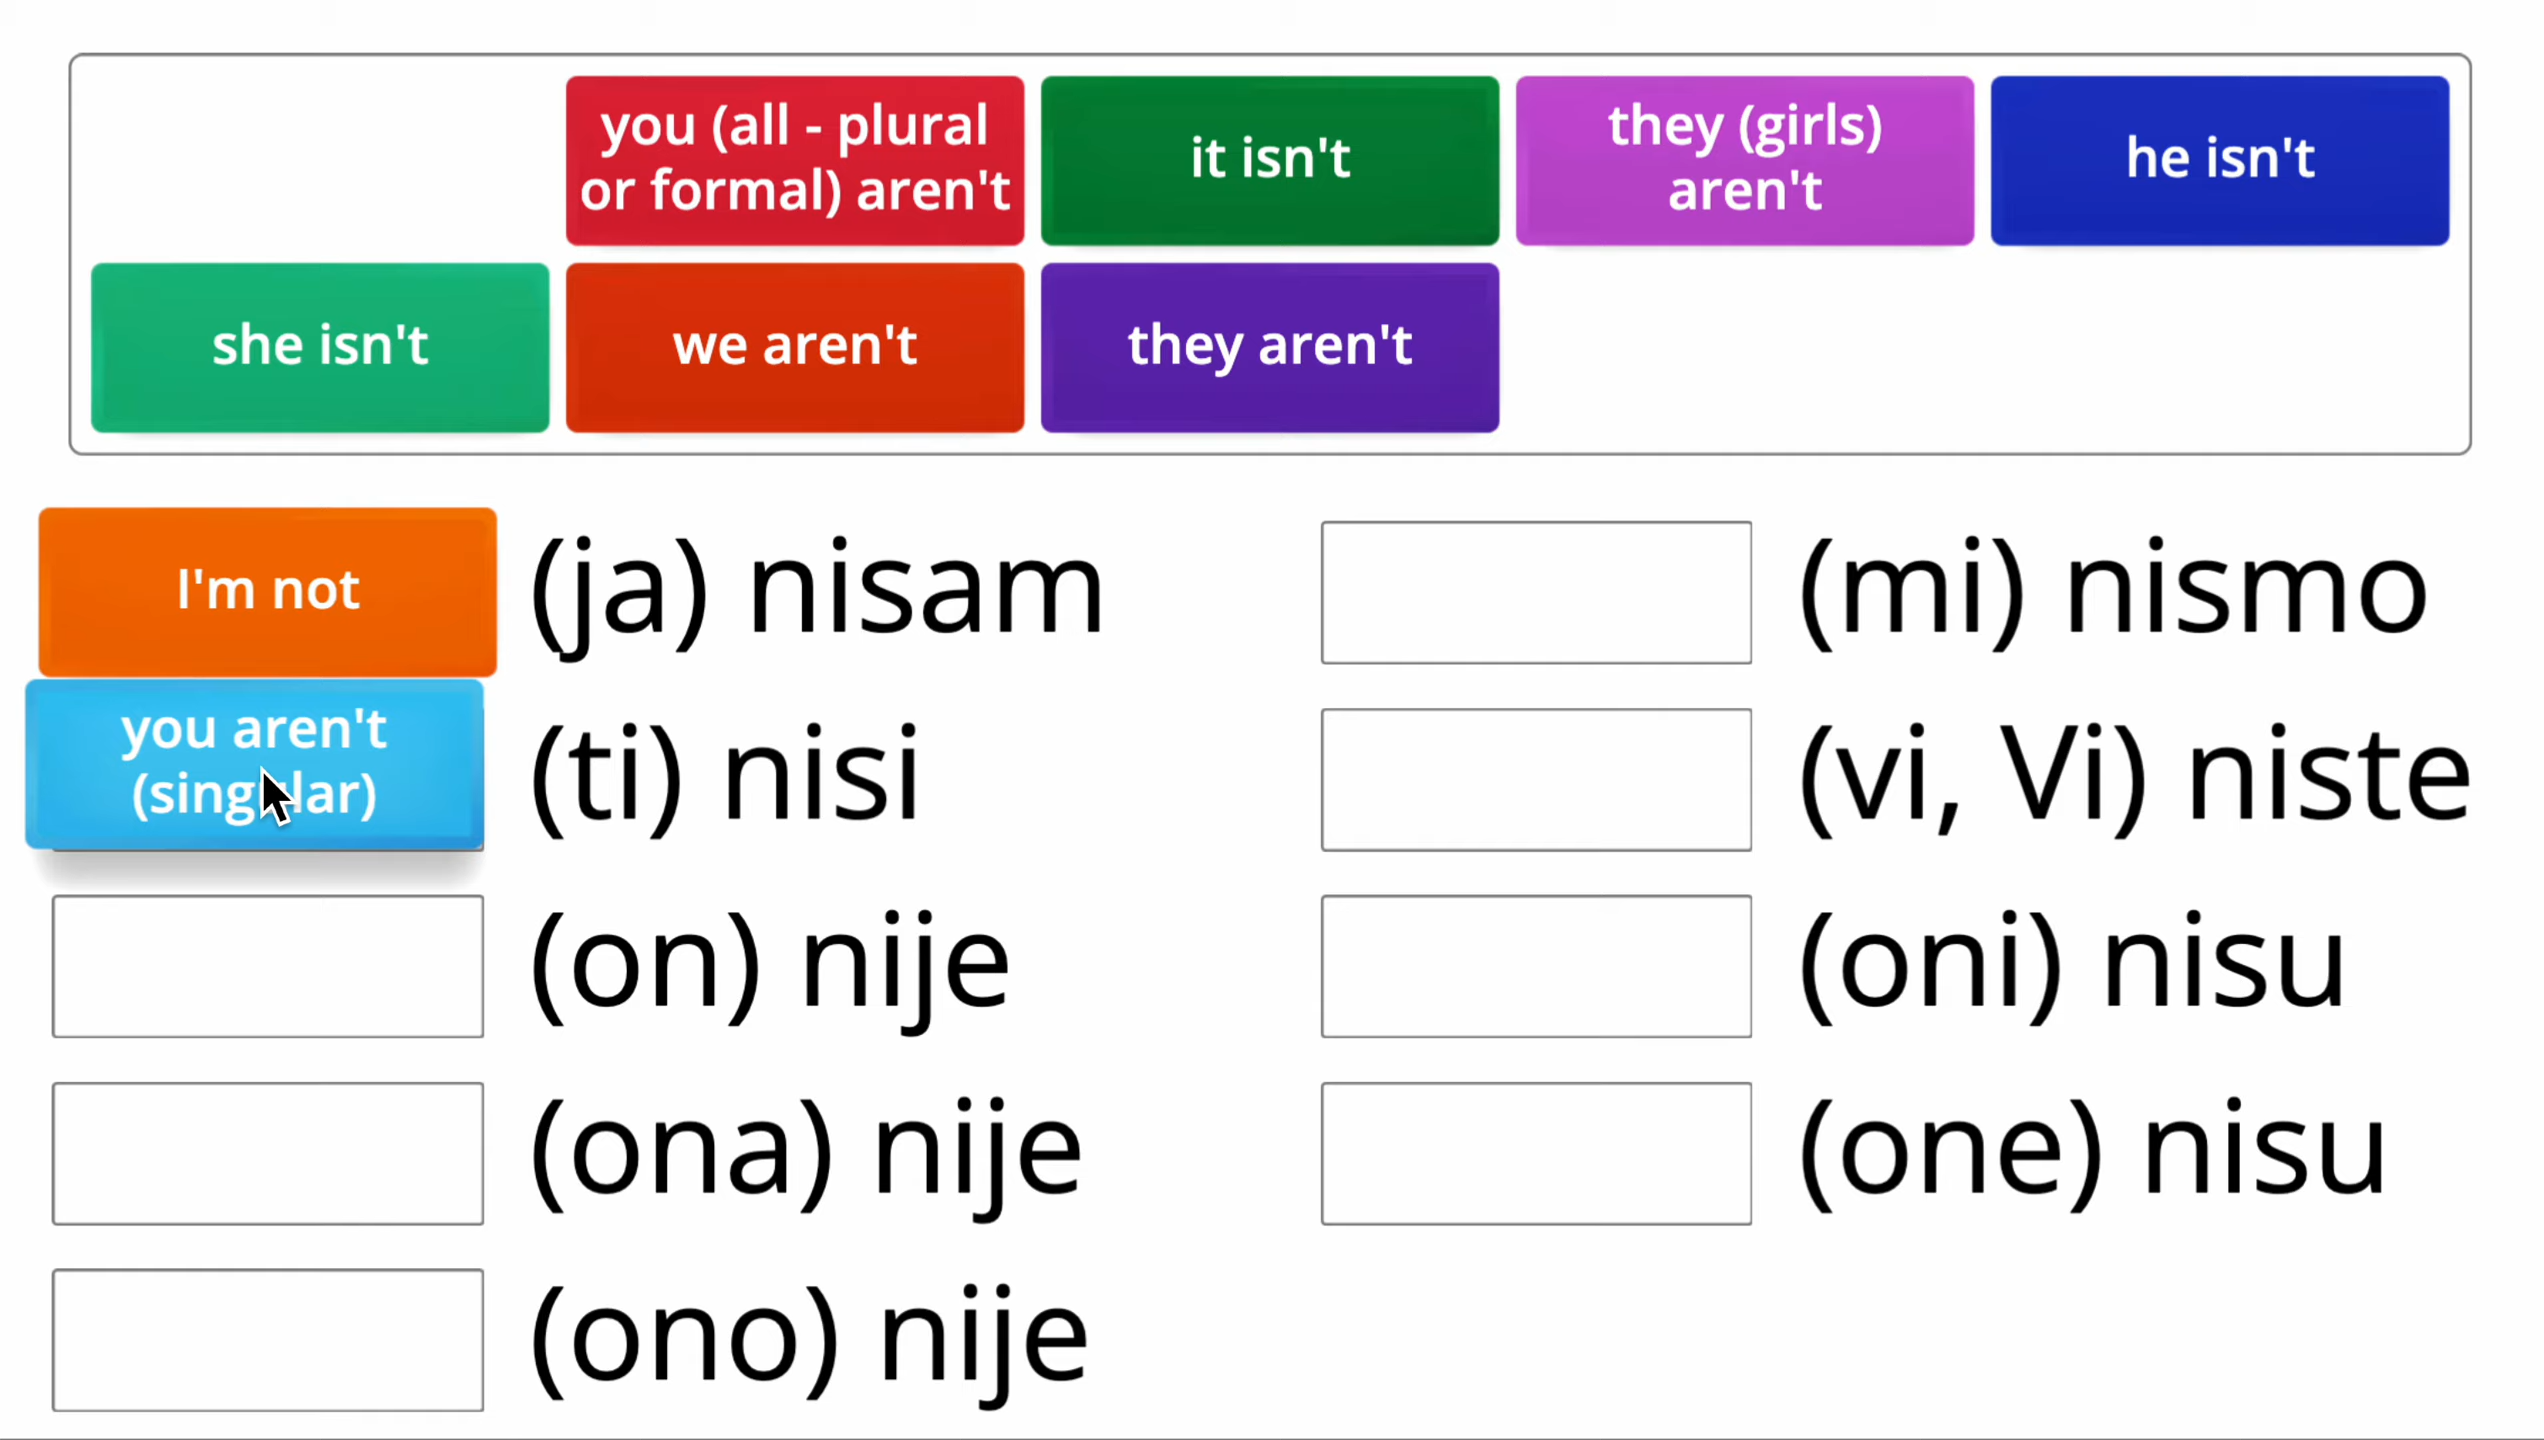 you (all - plural
or formal) aren't
it isn't
they (girls)
aren't
he isn't
she isn't
we aren't
they aren't
I'm not
(ja) nisam
(mi) nismo
you aren't
(singular)
(ti) nisi
(vi, Vi) niste
(on) nije
(oni) nisu
(ona) nije
(one) nisu
(ono) nije